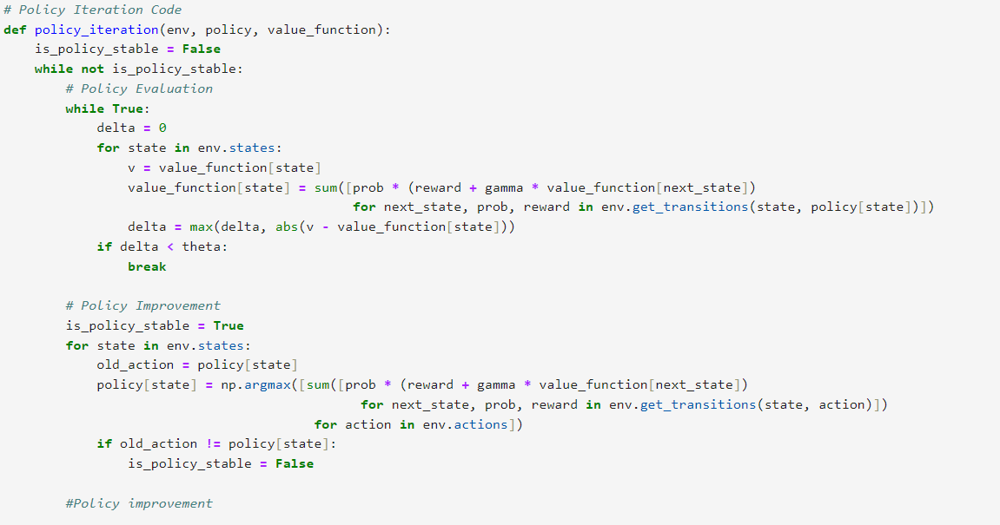 # Policy Iteration Code
def policy_iteration(env, policy, value_function):
    is_policy_stable = False
    while not is_policy_stable:
        # Policy Evaluation
        while True:
            delta = 0
            for state in env.states:
                v = value_function[state]
                value_function[state] = sum([prob * (reward + gamma * value_function[next_state])
                                             for next_state, prob, reward in env.get_transitions(state, policy[state])])
                delta = max(delta, abs(v - value_function[state]))
            if delta < theta:
                break

        # Policy Improvement
        is_policy_stable = True
        for state in env.states:
            old_action = policy[state]
            policy[state] = np.argmax([sum([prob * (reward + gamma * value_function[next_state])
                                              for next_state, prob, reward in env.get_transitions(state, action)])
                                        for action in env.actions])
            if old_action != policy[state]:
                is_policy_stable = False

        #Policy improvement